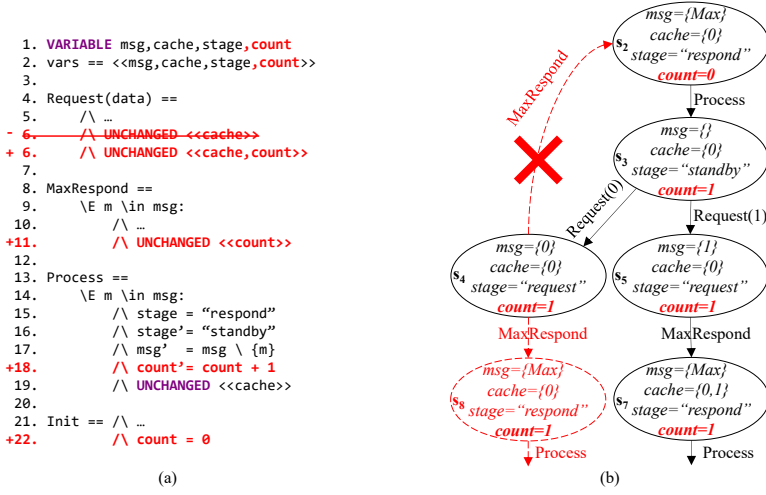 1. VARIABLE msg,cache,stage,count
2. vars == <<msg,cache,stage,count>>
3.
4. Request(data) ==
5. /\ …
- 6. /\ UNCHANGED <<cache>>
+ 6. /\ UNCHANGED <<cache,count>>
7.
8. MaxRespond ==
9. \E m \in msg:
10. /\ …
+11. /\ UNCHANGED <<count>>
12.
13. Process ==
14. \E m \in msg:
15. /\ stage = “respond”
16. /\ stage’= “standby”
17. /\ msg’ = msg \ {m}
+18. /\ count’= count + 1
19. /\ UNCHANGED <<cache>>
20.
21. Init == /\ …
+22. /\ count = 0
(a)
msg={Max}
cache={0}
s2 stage=“respond”
count=0
MaxRespond
Process
msg={}
s3 cache={0}
stage=“standby”
count=1
Request(0)
Request(1)
msg={0}
cache={0}
s4 stage=“request”
count=1
msg={1}
cache={0}
s5 stage=“request”
count=1
MaxRespond
MaxRespond
msg={Max}
cache={0}
s8 stage=“respond”
count=1
msg={Max}
cache={0,1}
s7 stage=“respond”
count=1
Process
Process
(b)